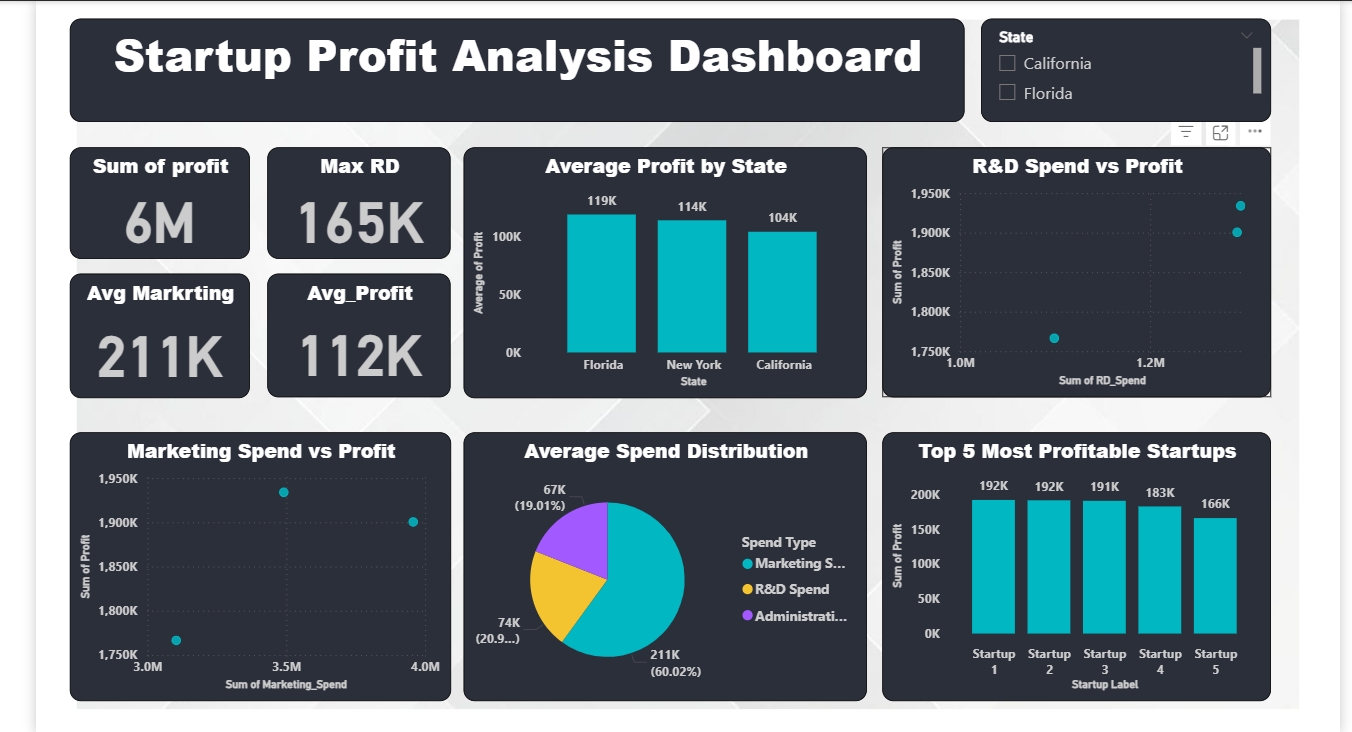 Startup Profit Analysis Dashboard
State
California
Florida
Sum of profit
6M
Max RD
165K
Avg Markrting
211K
Avg_Profit
112K
Average Profit by State
Average of Profit
100K
50K
0K
119K
114K
104K
Florida
New York
California
State
R&D Spend vs Profit
Sum of Profit
1,950K
1,900K
1,850K
1,800K
1,750K
1.0M
1.2M
Sum of RD_Spend
Marketing Spend vs Profit
Sum of Profit
1,950K
1,900K
1,850K
1,800K
1,750K
3.0M
3.5M
4.0M
Sum of Marketing_Spend
Average Spend Distribution
67K
(19.01%)
74K
(20.9...)
211K
(60.02%)
Spend Type
Marketing S...
R&D Spend
Administrati...
Top 5 Most Profitable Startups
Sum of Profit
200K
150K
100K
50K
0K
192K
192K
191K
183K
166K
Startup
1
Startup
2
Startup
3
Startup
4
Startup
5
Startup Label